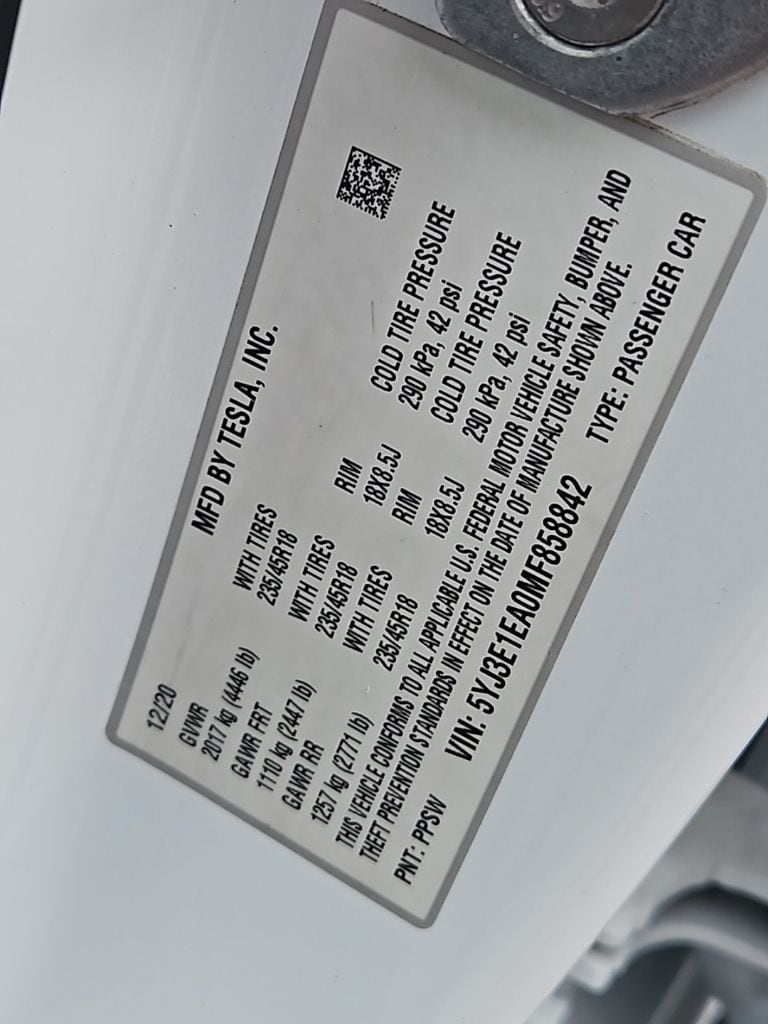 MFD BY TESLA, INC.
12/20
GVWR
2017 kg (4446 lb)
WITH TIRES
235/45R18
GAWR FRT
1110 kg (2447 lb)
WITH TIRES
235/45R18
RIM
18X8.5J
COLD TIRE PRESSURE
290 kPa, 42 psi
GAWR RR
1257 kg (2771 lb)
WITH TIRES
235/45R18
RIM
18X8.5J
COLD TIRE PRESSURE
290 kPa, 42 psi
THIS VEHICLE CONFORMS TO ALL APPLICABLE U.S. FEDERAL MOTOR VEHICLE SAFETY, BUMPER, AND
THEFT PREVENTION STANDARDS IN EFFECT ON THE DATE OF MANUFACTURE SHOWN ABOVE.
PNT: PPSW VIN: 5YJ3E1EA0MF858842 TYPE: PASSENGER CAR